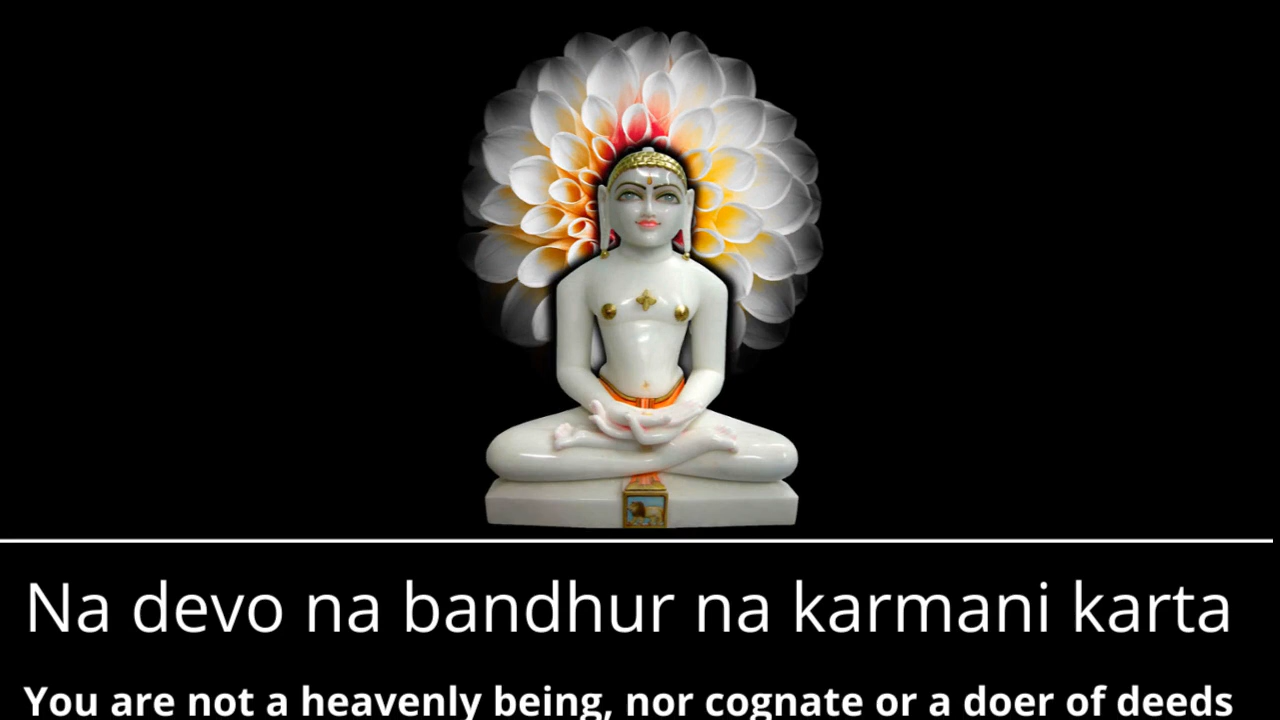 Na devo na bandhur na karmani karta
You are not a heavenly being, nor cognate or a doer of deeds